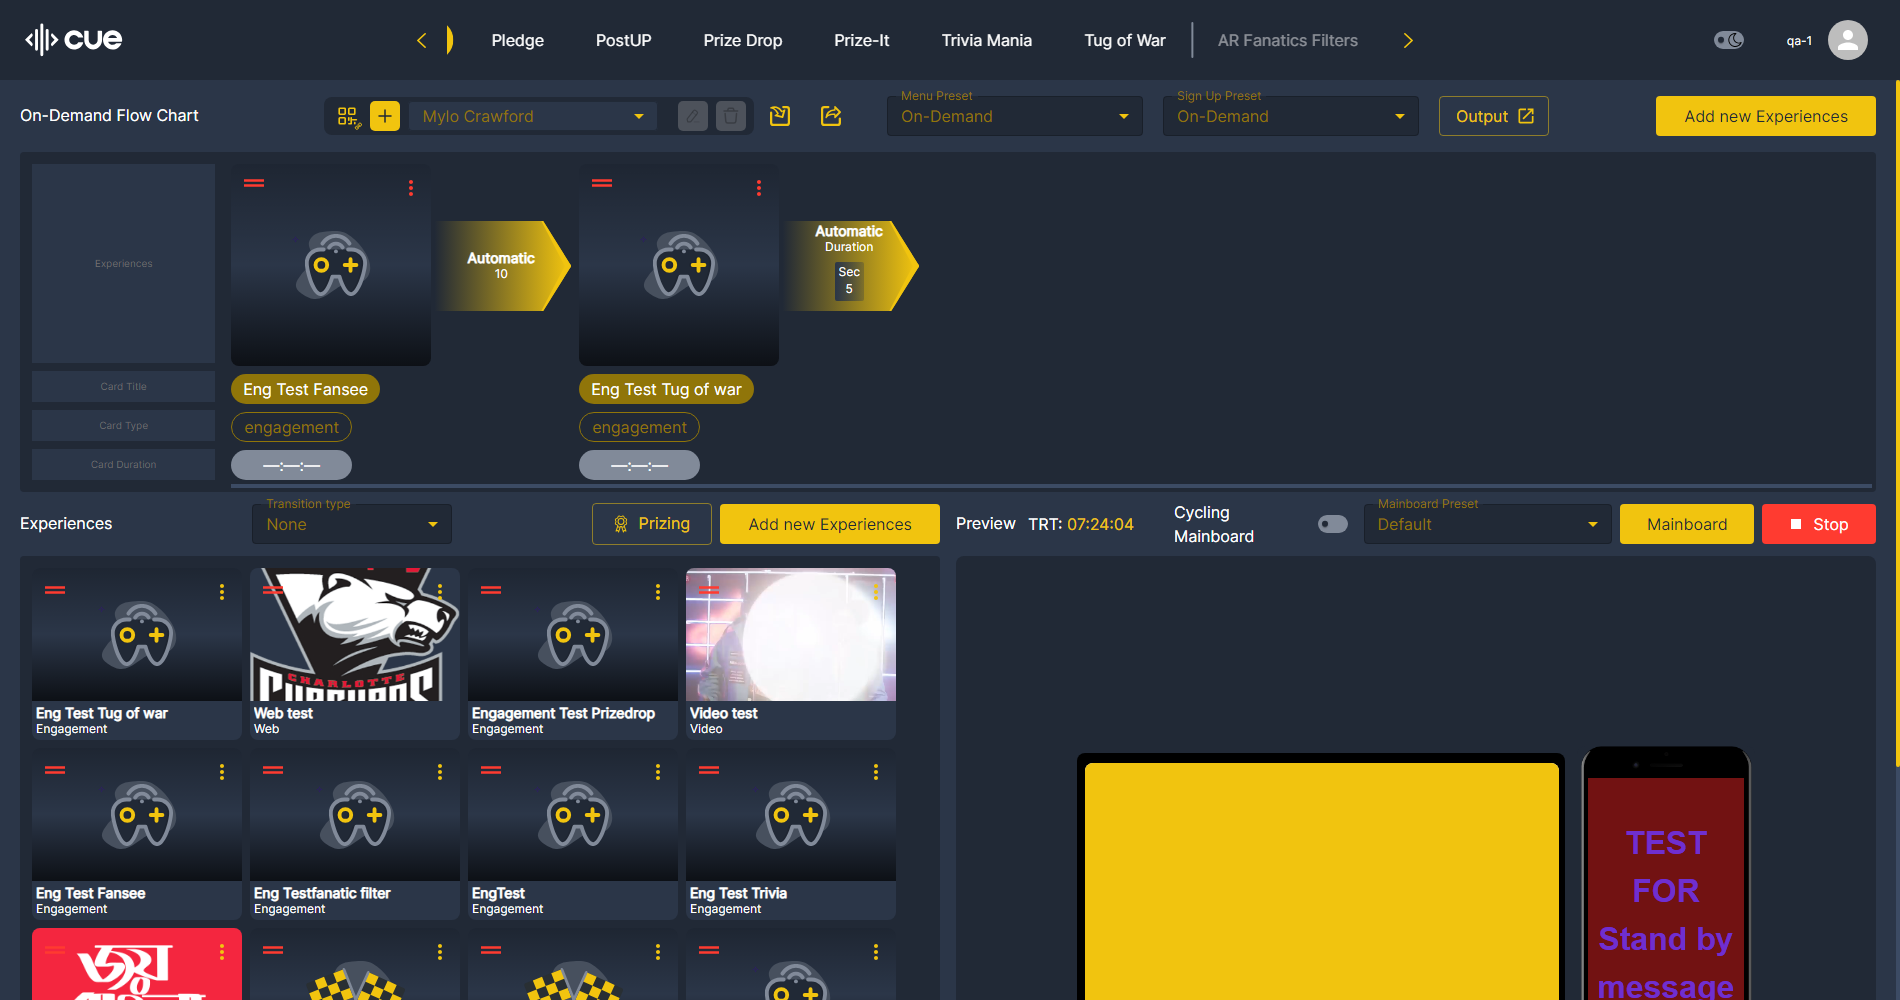 cue
Pledge
PostUP
Prize Drop
Prize-It
Trivia Mania
Tug of War
AR Fanatics Filters
qa-1
On-Demand Flow Chart
Mylo Crawford
Menu Preset
On-Demand
Sign Up Preset
On-Demand
Output
Add new Experiences
Experiences
Automatic
10
Automatic
Duration
Sec
5
Card Title
Eng Test Fansee
Eng Test Tug of war
Card Type
engagement
engagement
Card Duration
—:—:—
—:—:—
Experiences
Transition type
None
Prizing
Add new Experiences
Preview
TRT: 07:24:04
Cycling
Mainboard
Mainboard Preset
Default
Mainboard
Stop
CHARLOTTE
Eng Test Tug of war
Engagement
Web test
Web
Engagement Test Prizedrop
Engagement
Video test
Video
Eng Test Fansee
Engagement
Eng Testfanatic filter
Engagement
EngTest
Engagement
Eng Test Trivia
Engagement
জয়
TEST
FOR
Stand by
message